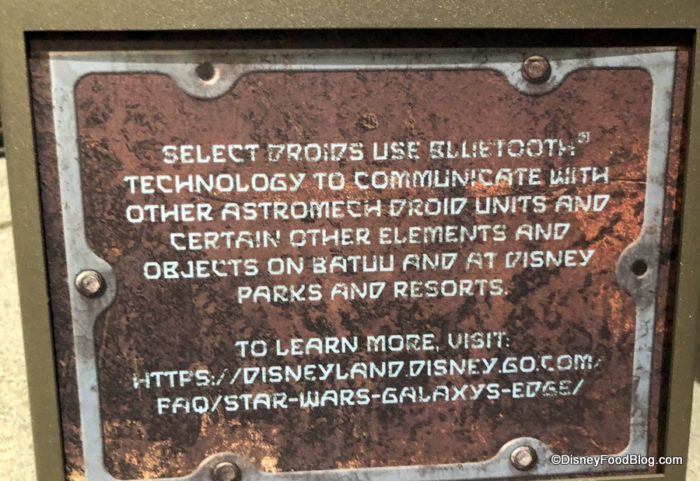 SELECT DROIDS USE BLUETOOTH®
TECHNOLOGY TO COMMUNICATE WITH
OTHER ASTROMECH DROID UNITS AND
CERTAIN OTHER ELEMENTS AND
OBJECTS ON BATUU AND AT DISNEY
PARKS AND RESORTS.
TO LEARN MORE, VISIT:
HTTPS://DISNEYLAND.DISNEY.GO.COM/
FAQ/STAR-WARS-GALAXYS-EDGE/
©DisneyFoodBlog.com